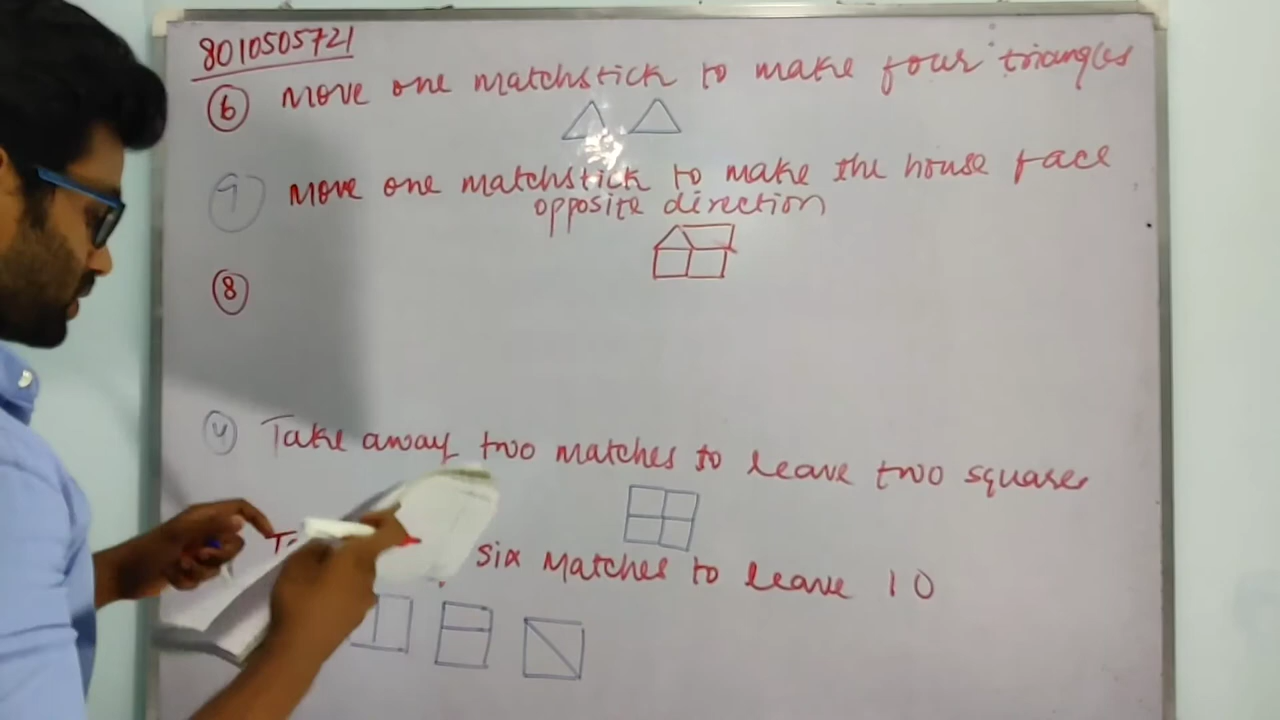 8010505721
6 Move one matchstick to make four triangles
7 Move one matchstick to make the house face
opposite direction
8
Take away two matches to leave two squares
six matches to leave 10